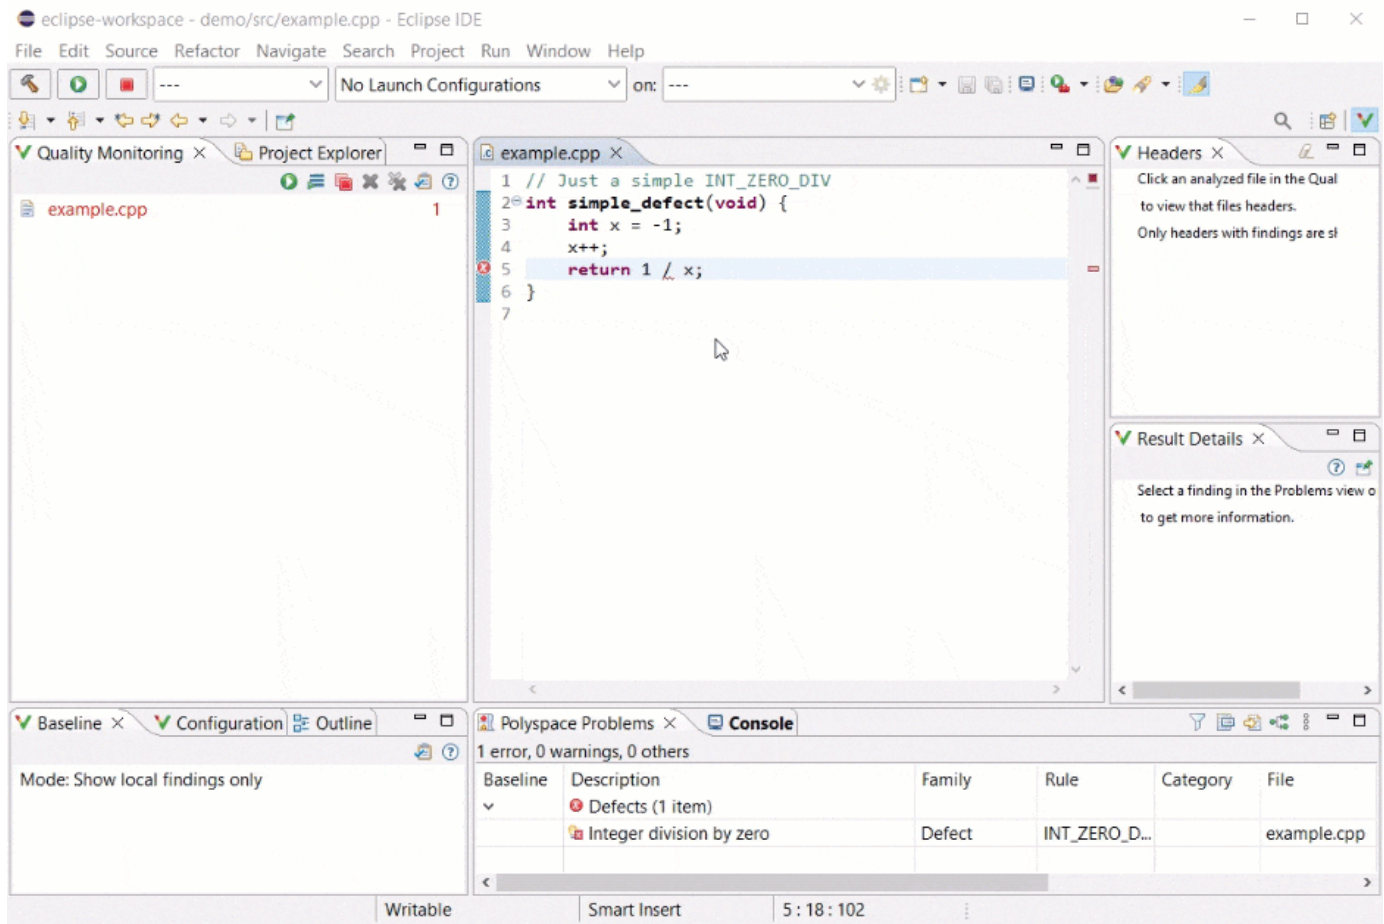 eclipse-workspace - demo/src/example.cpp - Eclipse IDE
File Edit Source Refactor Navigate Search Project Run Window Help
--- No Launch Configurations on: ---
Quality Monitoring Project Explorer
example.cpp 1
example.cpp
1 // Just a simple INT_ZERO_DIV
2 int simple_defect(void) {
3 int x = -1;
4 x++;
5 return 1 / x;
6 }
7
Headers
Click an analyzed file in the Qual
to view that files headers.
Only headers with findings are sh
Result Details
Select a finding in the Problems view o
to get more information.
Baseline Configuration Outline
Mode: Show local findings only
Polyspace Problems Console
1 error, 0 warnings, 0 others
Baseline Description Family Rule Category File
Defects (1 item)
Integer division by zero Defect INT_ZERO_D... example.cpp
Writable Smart Insert 5 : 18 : 102